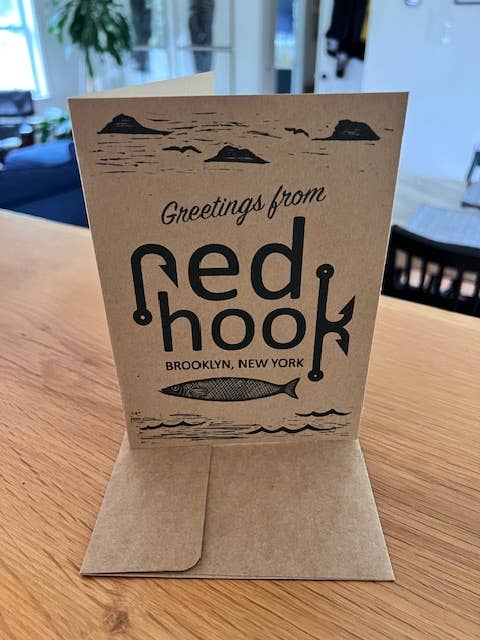 Greetings from
red
hook
BROOKLYN, NEW YORK